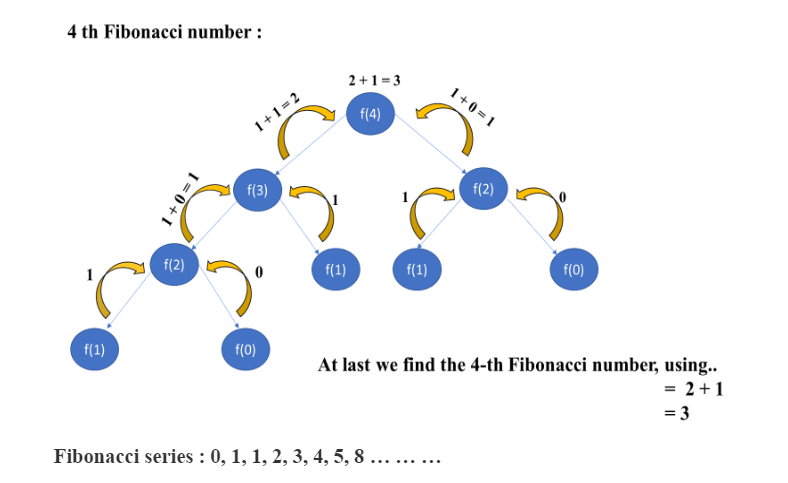 4 th Fibonacci number :
2 + 1 = 3
1 + 1 = 2
1 + 0 = 1
f(4)
1 + 0 = 1
f(3)
1
1
f(2)
0
1
f(2)
0
f(1)
f(1)
f(0)
f(1)
f(0)
At last we find the 4-th Fibonacci number, using..
= 2 + 1
= 3
Fibonacci series : 0, 1, 1, 2, 3, 4, 5, 8 … … …